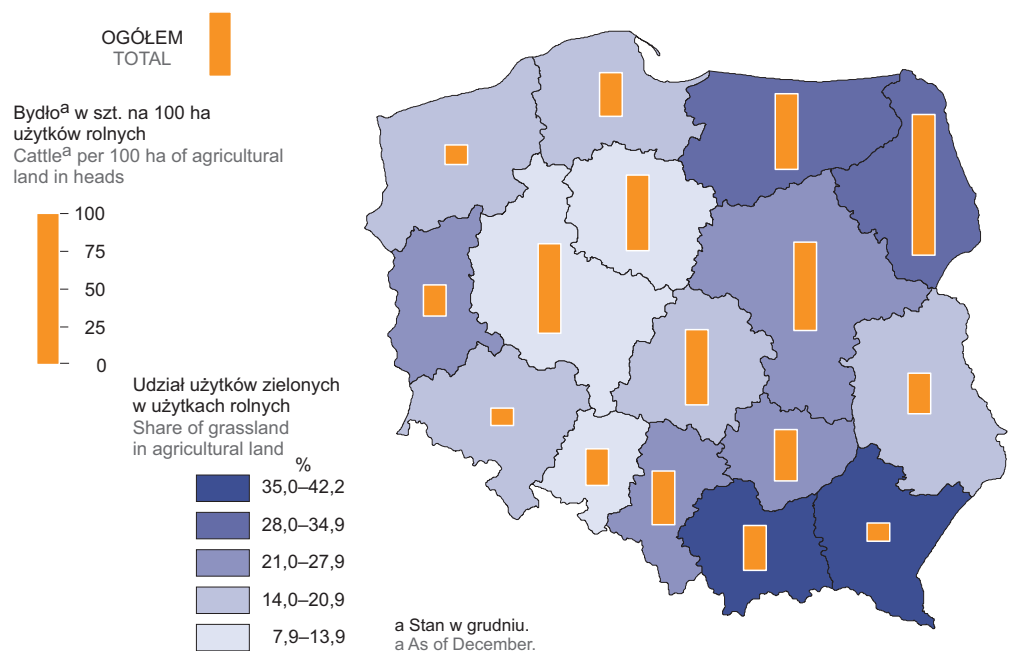 OGÓŁEM
TOTAL
Bydłoᵃ w szt. na 100 ha
użytków rolnych
Cattleᵃ per 100 ha of agricultural
land in heads
100
75
50
25
0
Udział użytków zielonych
w użytkach rolnych
Share of grassland
in agricultural land
%
35,0–42,2
28,0–34,9
21,0–27,9
14,0–20,9
7,9–13,9
a Stan w grudniu.
a As of December.